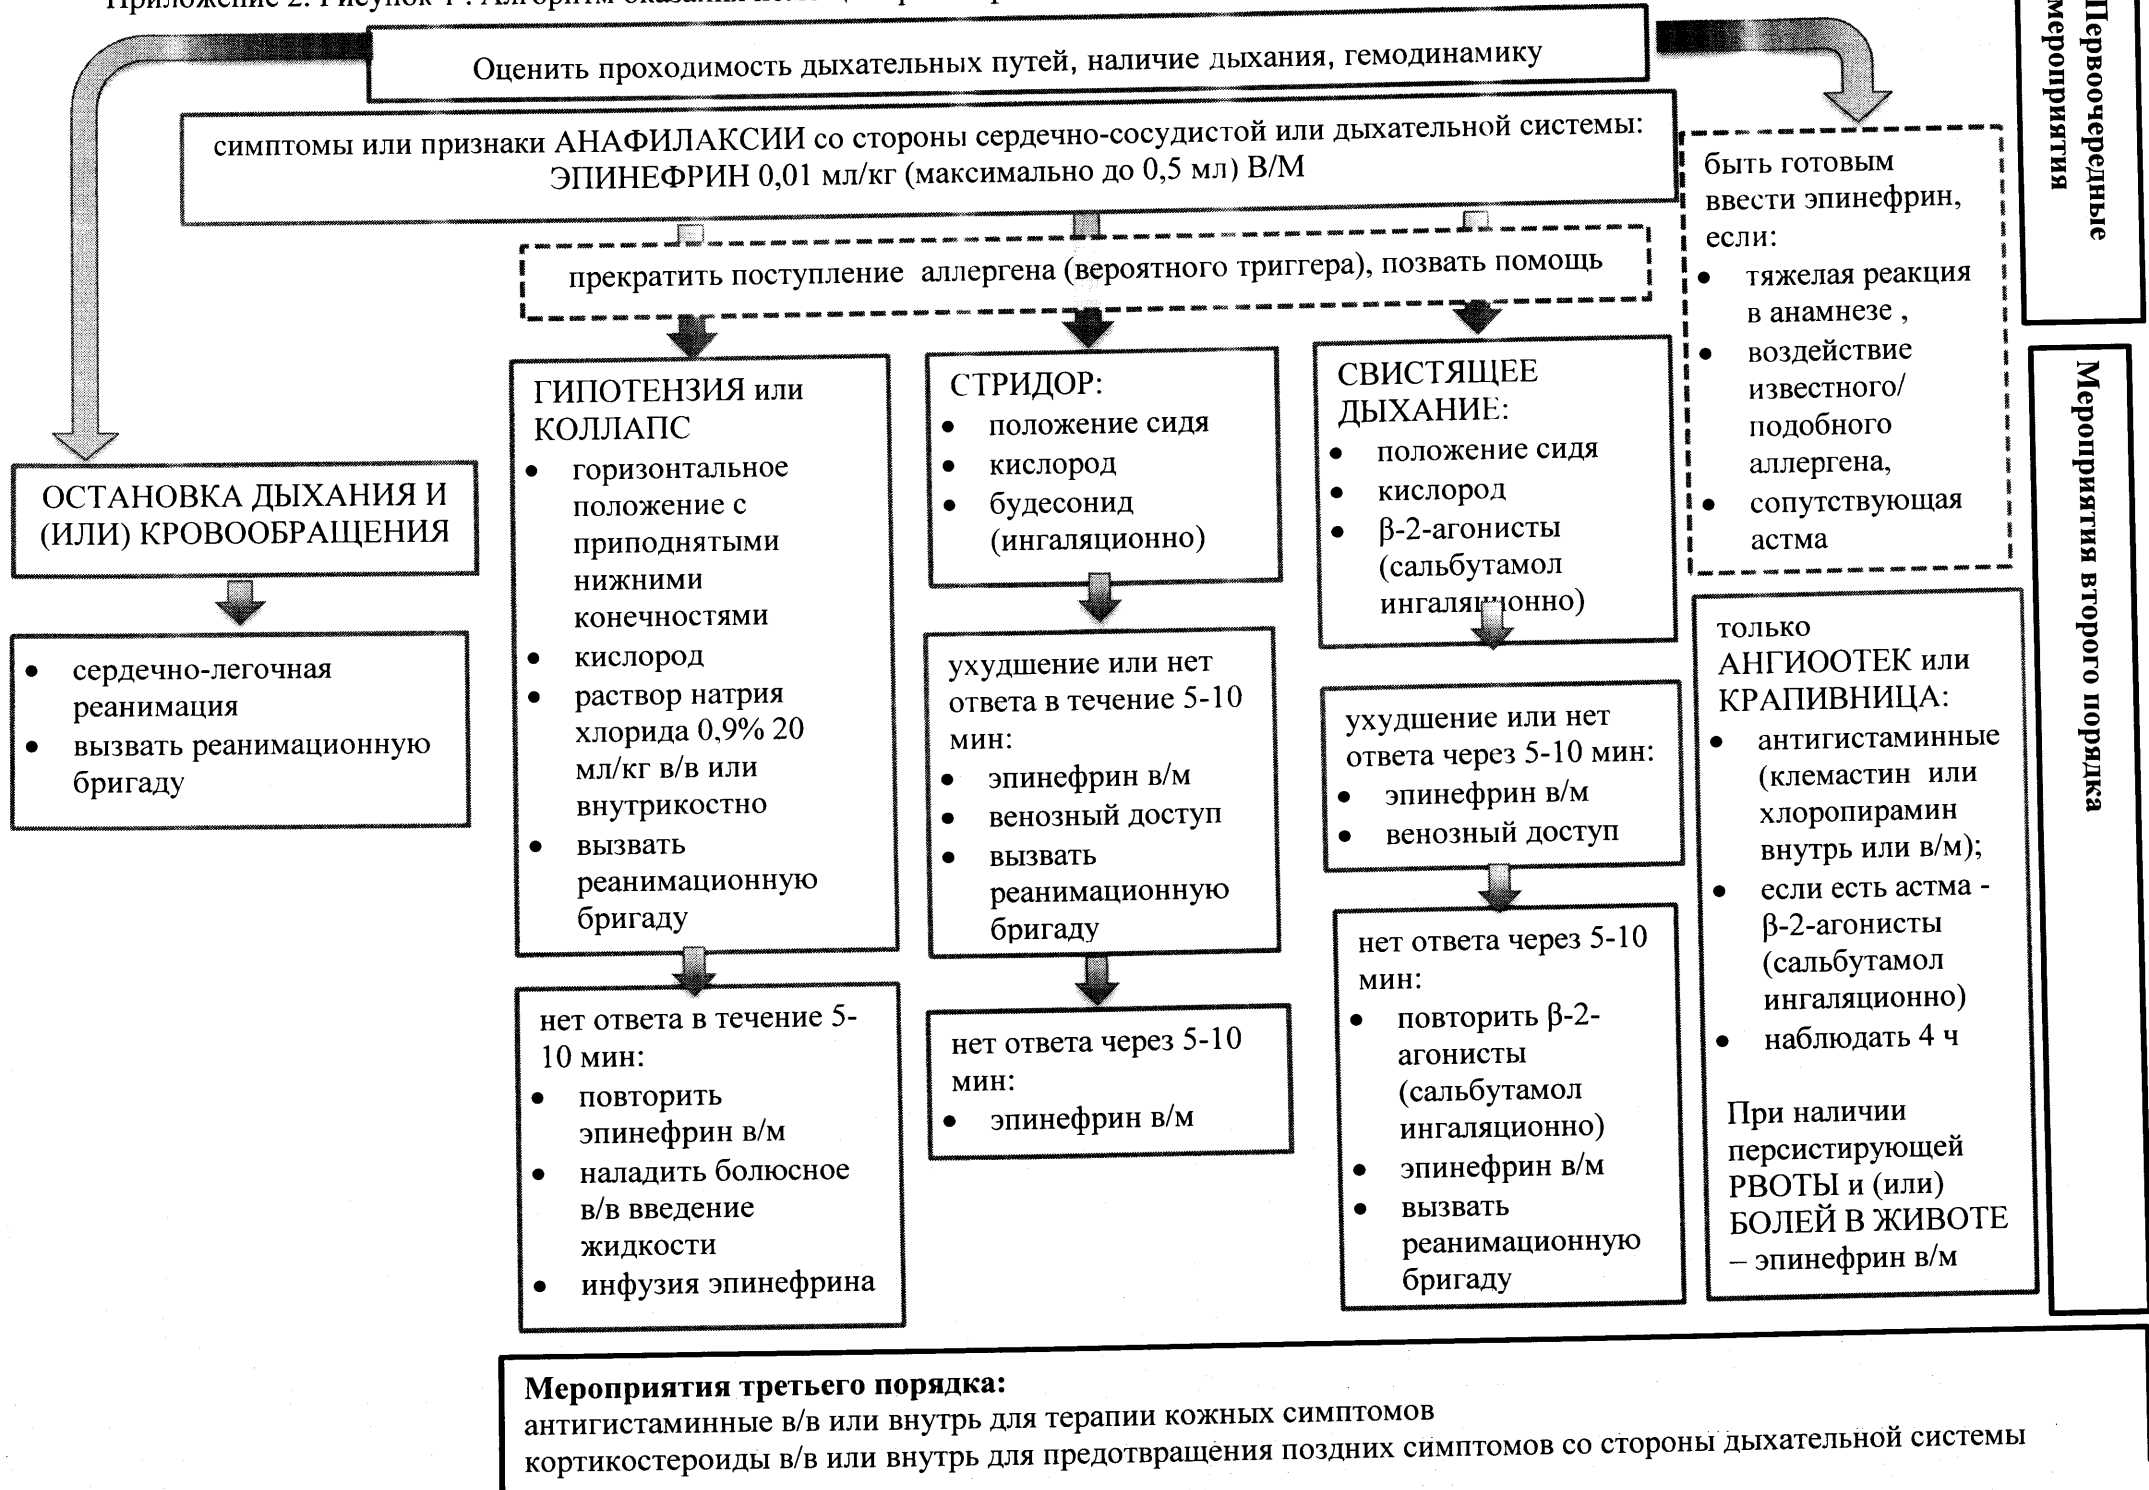 Приложение 2. Рисунок
Оценить проходимость дыхательных путей, наличие дыхания, гемодинамику
симптомы или признаки АНАФИЛАКСИИ со стороны сердечно-сосудистой или дыхательной системы:
ЭПИНЕФРИН 0,01 мл/кг (максимально до 0,5 мл) В/М
прекратить поступление аллергена (вероятного триггера), позвать помощь
ОСТАНОВКА ДЫХАНИЯ И
(ИЛИ) КРОВООБРАЩЕНИЯ
• сердечно-легочная
реанимация
• вызвать реанимационную
бригаду
ГИПОТЕНЗИЯ или
КОЛЛАПС
• горизонтальное
положение с
приподнятыми
нижними
конечностями
• кислород
• раствор натрия
хлорида 0,9% 20
мл/кг в/в или
внутрикостно
• вызвать
реанимационную
бригаду
нет ответа в течение 5-
10 мин:
• повторить
эпинефрин в/м
• наладить болюсное
в/в введение
жидкости
• инфузия эпинефрина
СТРИДОР:
• положение сидя
• кислород
• будесонид
(ингаляционно)
ухудшение или нет
ответа в течение 5-10
мин:
• эпинефрин в/м
• венозный доступ
• вызвать
реанимационную
бригаду
нет ответа через 5-10
мин:
• эпинефрин в/м
СВИСТЯЩЕЕ
ДЫХАНИЕ:
• положение сидя
• кислород
• β-2-агонисты
(сальбутамол
ингаляционно)
ухудшение или нет
ответа через 5-10 мин:
• эпинефрин в/м
• венозный доступ
нет ответа через 5-10
мин:
• повторить β-2-
агонисты
(сальбутамол
ингаляционно)
• эпинефрин в/м
• вызвать
реанимационную
бригаду
быть готовым
ввести эпинефрин,
если:
• тяжелая реакция
в анамнезе ,
• воздействие
известного/
подобного
аллергена,
• сопутствующая
астма
только
АНГИООТЕК или
КРАПИВНИЦА:
• антигистаминные
(клемастин или
хлоропирамин
внутрь или в/м);
• если есть астма -
β-2-агонисты
(сальбутамол
ингаляционно)
• наблюдать 4 ч
При наличии
персистирующей
РВОТЫ и (или)
БОЛЕЙ В ЖИВОТЕ
– эпинефрин в/м
Первоочередные
мероприятия
Мероприятия второго порядка
Мероприятия третьего порядка:
антигистаминные в/в или внутрь для терапии кожных симптомов
кортикостероиды в/в или внутрь для предотвращения поздних симптомов со стороны дыхательной системы